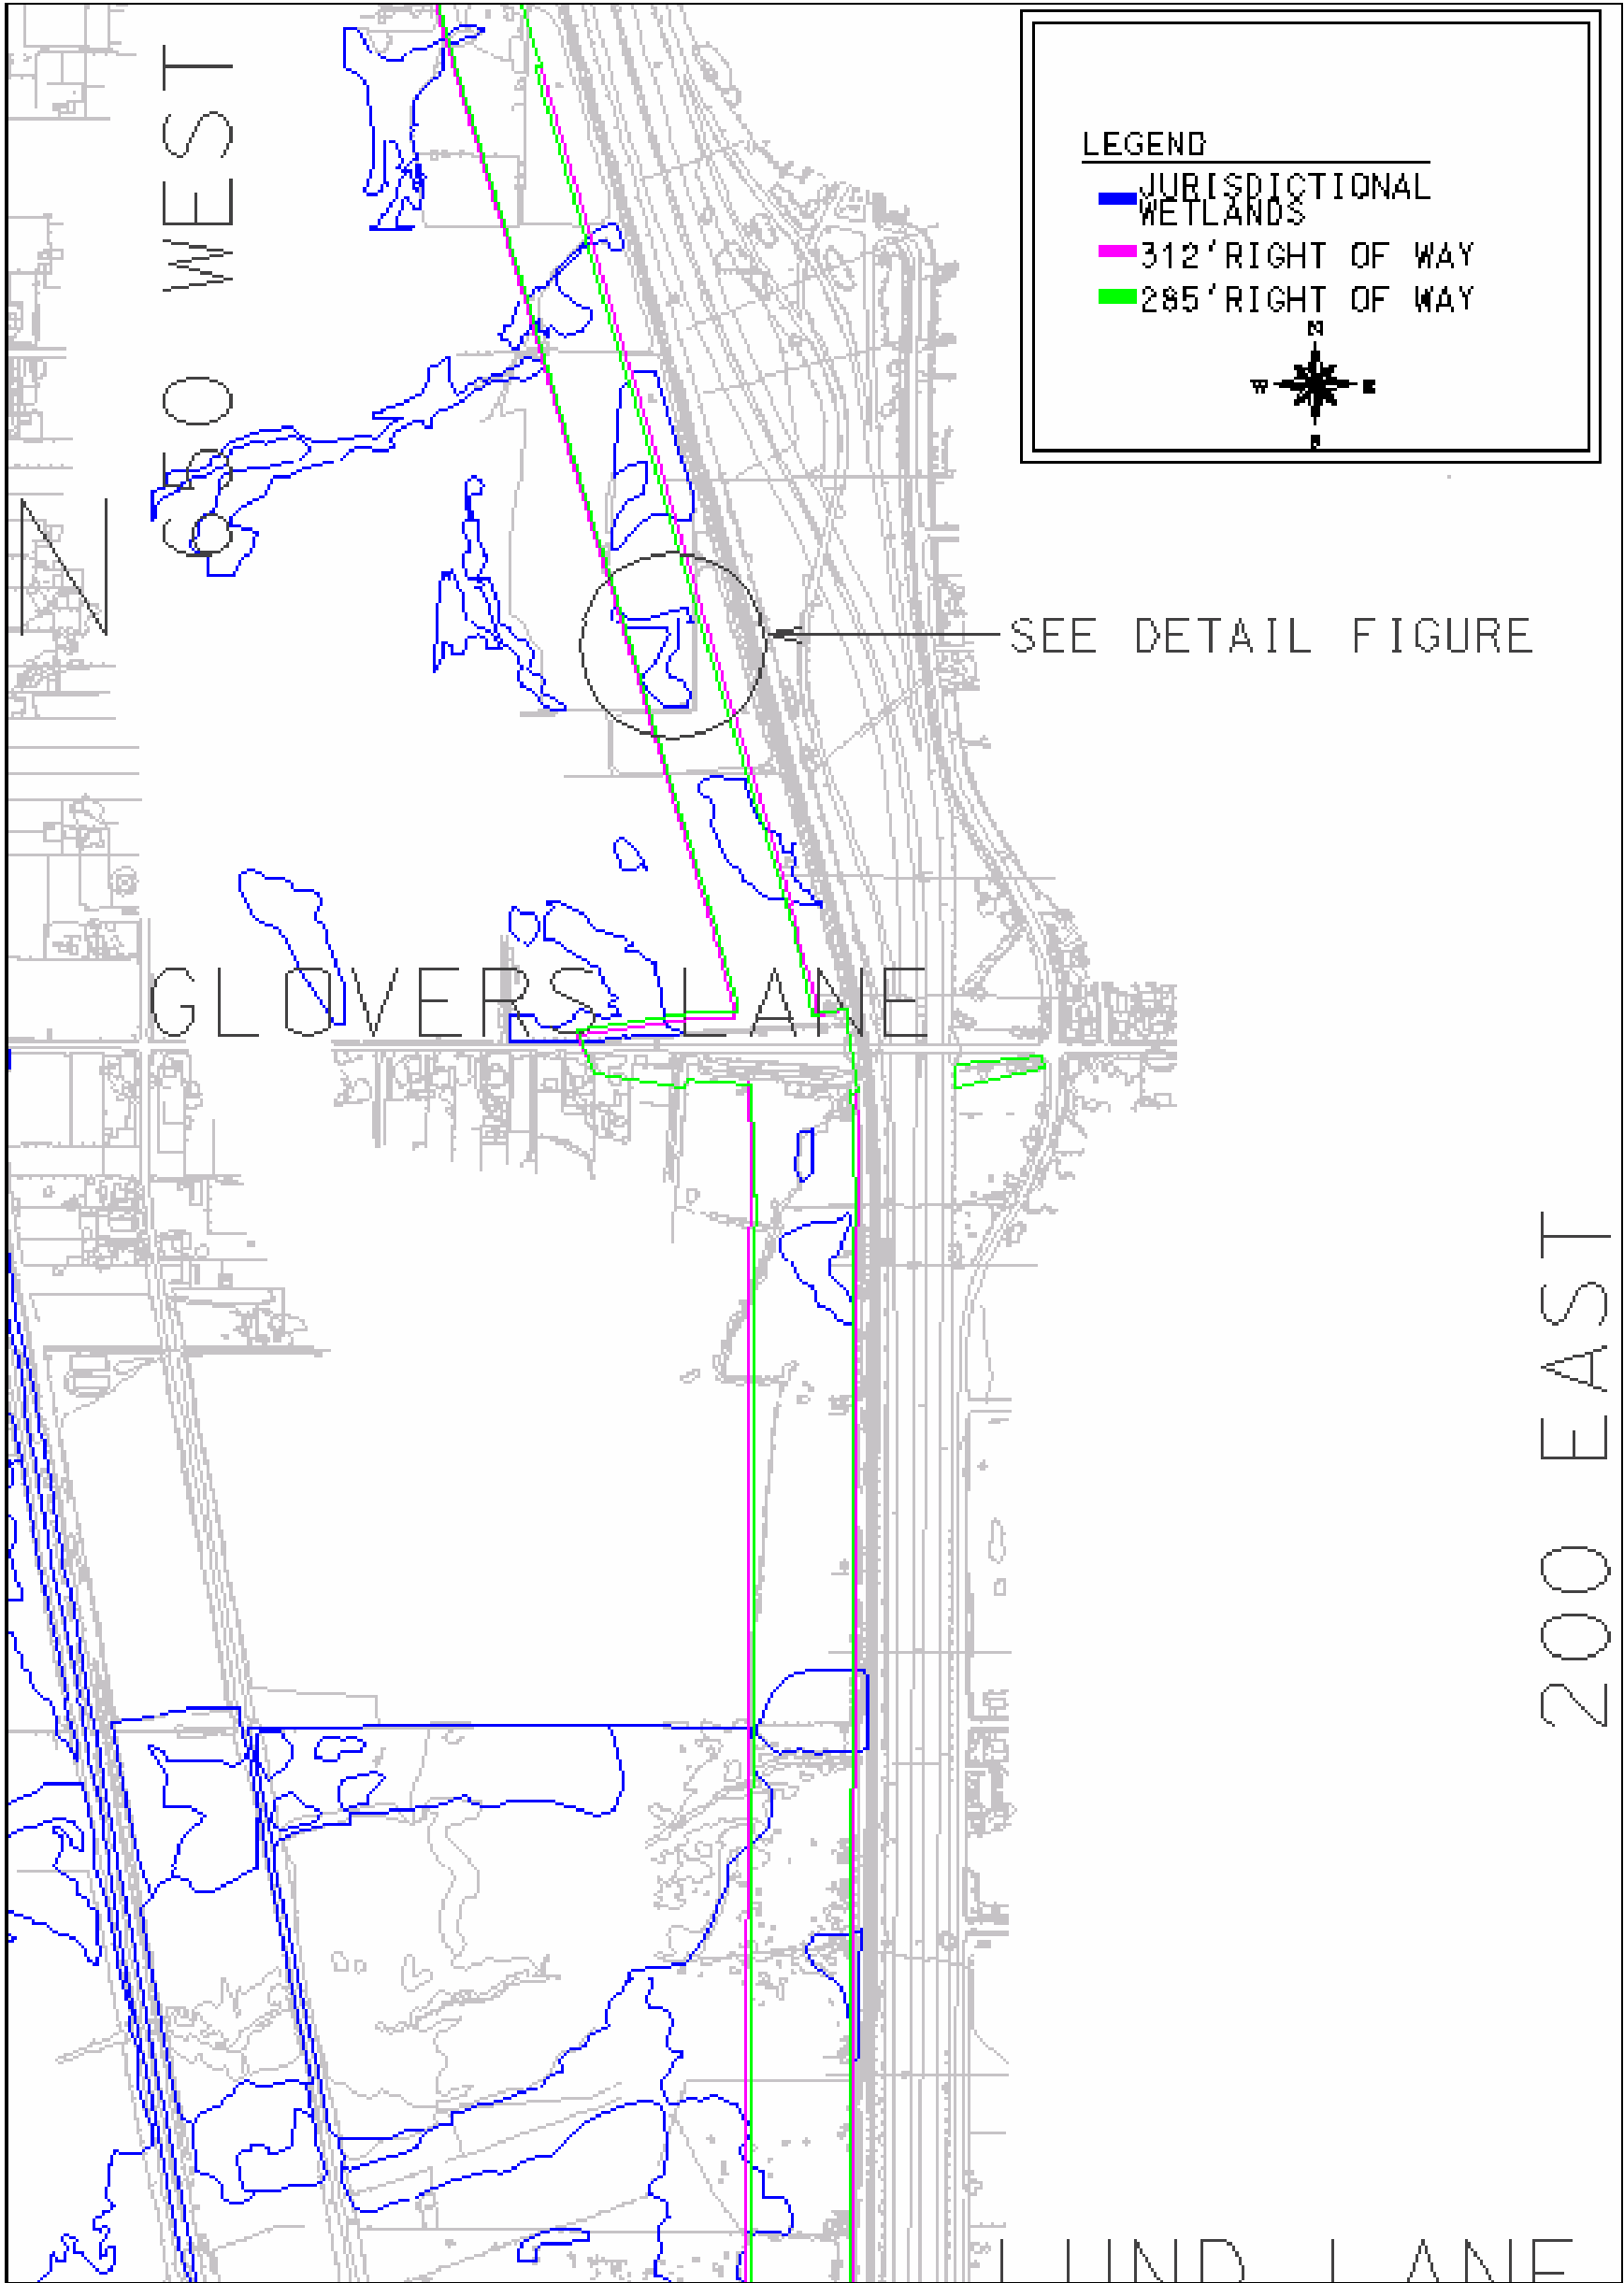 LEGEND
JURISDICTIONAL
WETLANDS
312' RIGHT OF WAY
285' RIGHT OF WAY
N
W E
S
650 WEST
N
SEE DETAIL FIGURE
GLOVERS LANE
200 EAST
LUND LANE